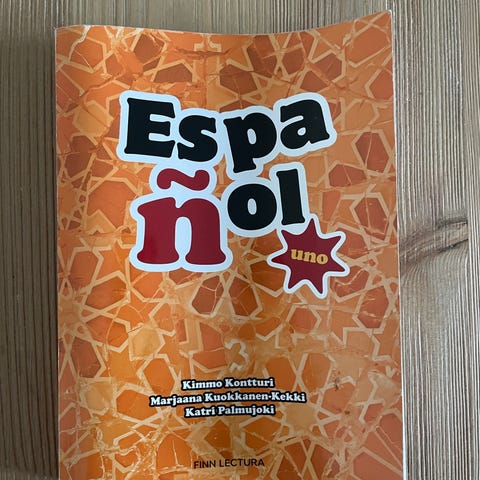 Espa
ñol
uno
Kimmo Kontturi
Marjaana Kuokkanen-Kekki
Katri Palmujoki
FINN LECTURA